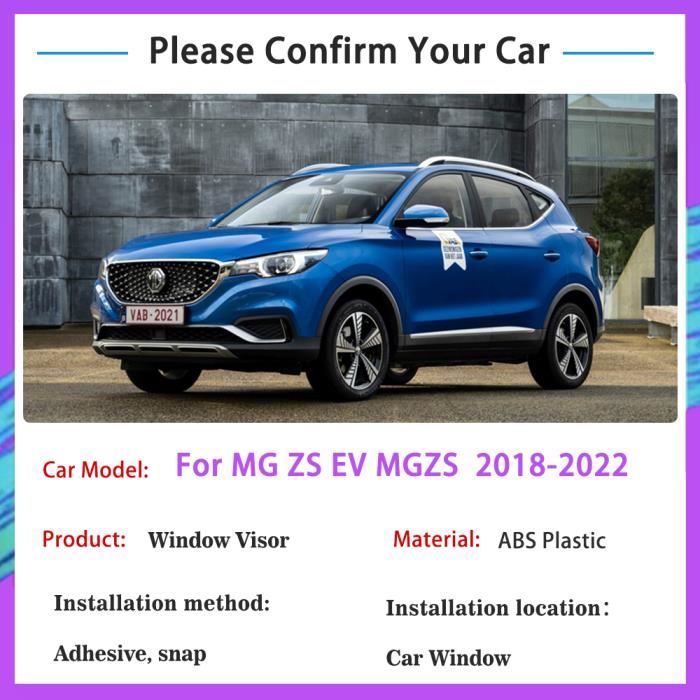 Please Confirm Your Car
VAB-2021
Car Model: For MG ZS EV MGZS 2018-2022
Product: Window Visor
Material: ABS Plastic
Installation method:
Adhesive, snap
Installation location:
Car Window